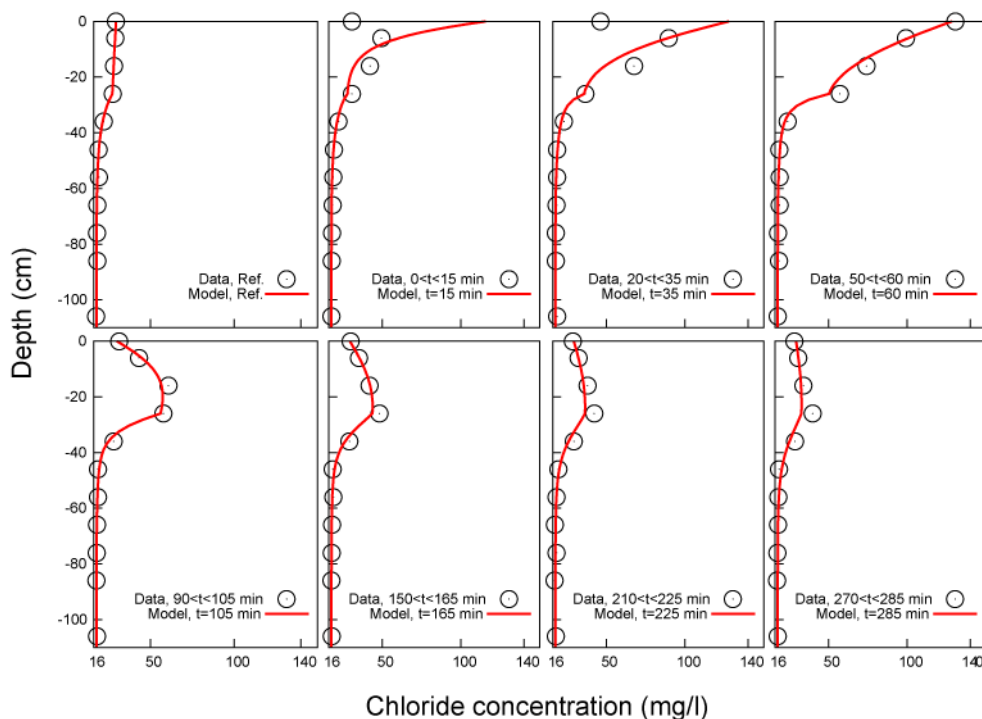 0
-20
-40
-60
-80
-100
Data, Ref.
Model, Ref.
Data, 0<t<15 min
Model, t=15 min
Data, 20<t<35 min
Model, t=35 min
Data, 50<t<60 min
Model, t=60 min
0
-20
-40
-60
-80
-100
Data, 90<t<105 min
Model, t=105 min
Data, 150<t<165 min
Model, t=165 min
Data, 210<t<225 min
Model, t=225 min
Data, 270<t<285 min
Model, t=285 min
16 50 100 140
16 50 100 140
16 50 100 140
16 50 100 140
Depth (cm)
Chloride concentration (mg/l)